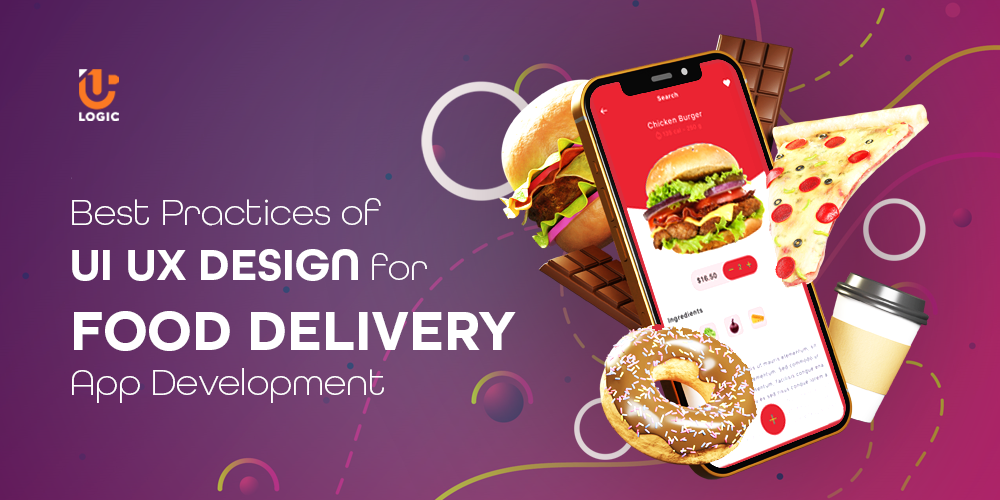 LOGIC
Best Practices of
UI UX DESIGN for
FOOD DELIVERY
App Development
Search
Chicken Burger
$16.50
Ingredients